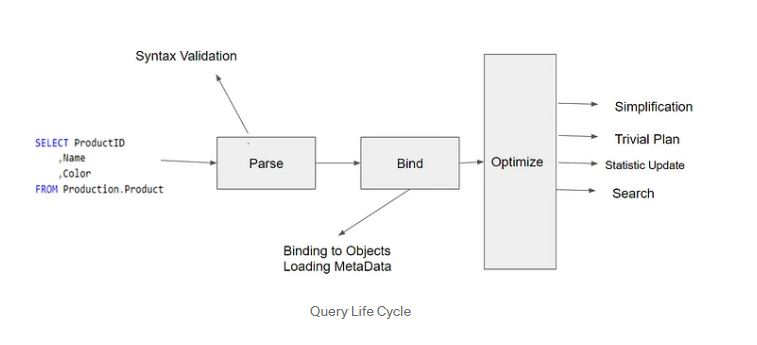 Syntax Validation
SELECT ProductID
,Name
,Color
FROM Production.Product
Parse
Bind
Optimize
Simplification
Trivial Plan
Statistic Update
Search
Binding to Objects
Loading MetaData
Query Life Cycle